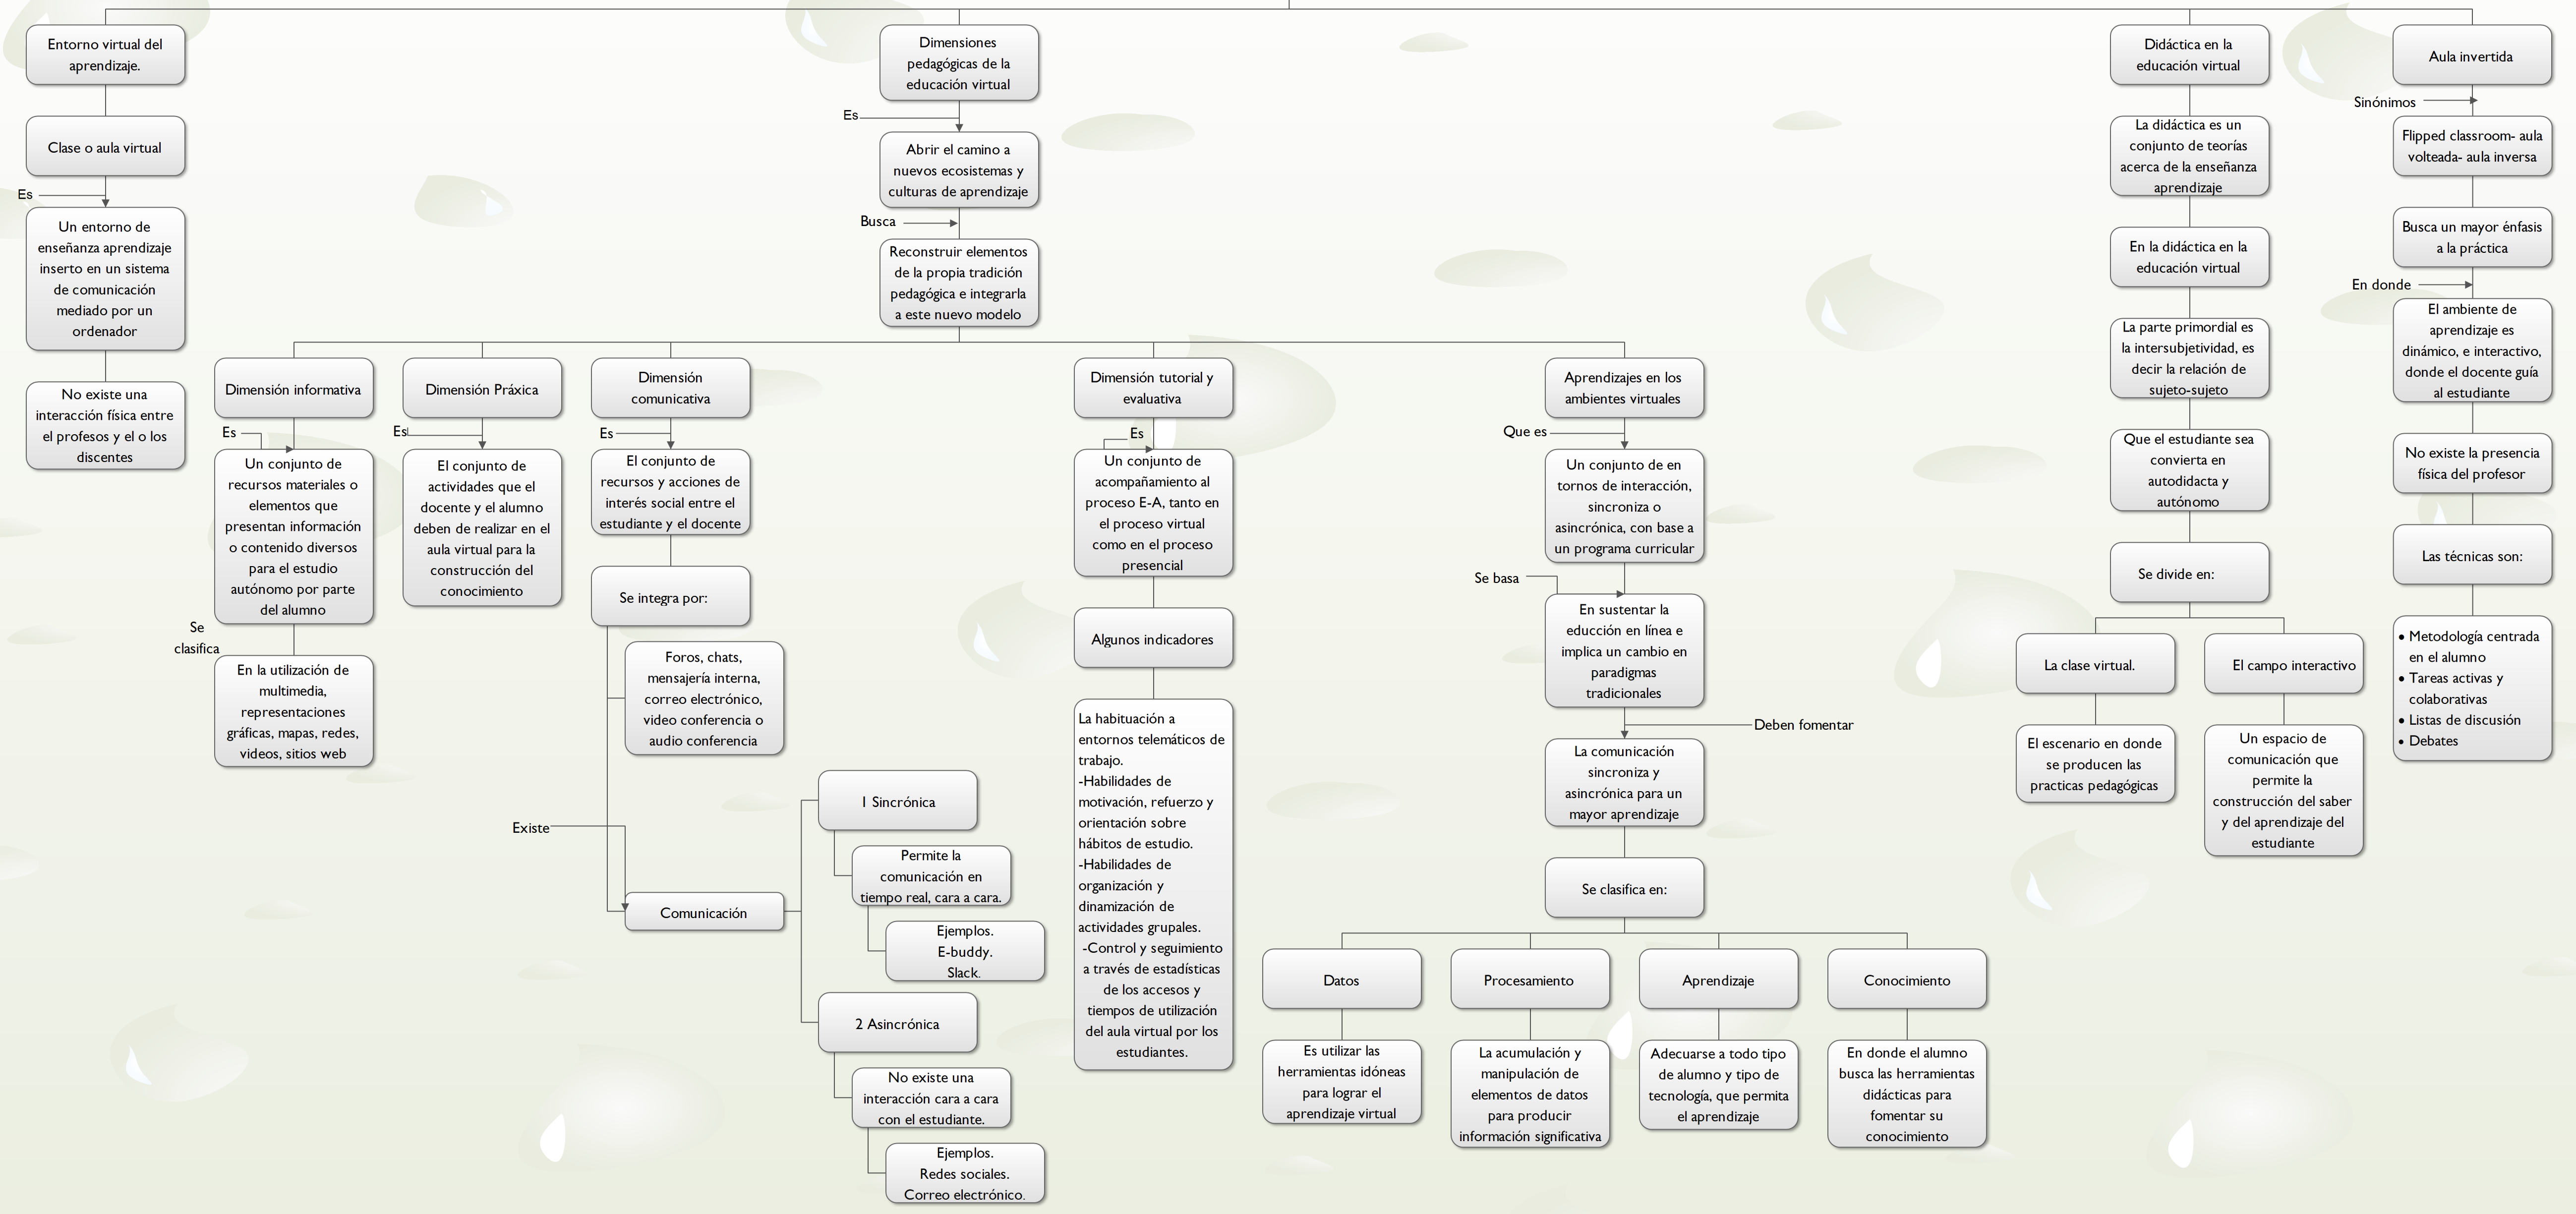 Entorno virtual del
aprendizaje.
Clase o aula virtual
Es
Un entorno de
enseñanza aprendizaje
inserto en un sistema
de comunicación
mediado por un
ordenador
No existe una
interacción física entre
el profesos y el o los
discentes
Dimensiones
pedagógicas de la
educación virtual
Es
Abrir el camino a
nuevos ecosistemas y
culturas de aprendizaje
Busca
Reconstruir elementos
de la propia tradición
pedagógica e integrarla
a este nuevo modelo
Dimensión informativa
Es
Un conjunto de
recursos materiales o
elementos que
presentan información
o contenido diversos
para el estudio
autónomo por parte
del alumno
Se
clasifica
En la utilización de
multimedia,
representaciones
gráficas, mapas, redes,
videos, sitios web
Dimensión Práxica
Es
El conjunto de
actividades que el
docente y el alumno
deben de realizar en el
aula virtual para la
construcción del
conocimiento
Dimensión
comunicativa
Es
El conjunto de
recursos y acciones de
interés social entre el
estudiante y el docente
Se integra por:
Foros, chats,
mensajería interna,
correo electrónico,
video conferencia o
audio conferencia
Existe
Comunicación
1 Sincrónica
Permite la
comunicación en
tiempo real, cara a cara.
Ejemplos.
E-buddy.
Slack.
2 Asincrónica
No existe una
interacción cara a cara
con el estudiante.
Ejemplos.
Redes sociales.
Correo electrónico.
Dimensión tutorial y
evaluativa
Es
Un conjunto de
acompañamiento al
proceso E-A, tanto en
el proceso virtual
como en el proceso
presencial
Algunos indicadores
La habituación a
entornos telemáticos de
trabajo.
-Habilidades de
motivación, refuerzo y
orientación sobre
hábitos de estudio.
-Habilidades de
organización y
dinamización de
actividades grupales.
-Control y seguimiento
a través de estadísticas
de los accesos y
tiempos de utilización
del aula virtual por los
estudiantes.
Aprendizajes en los
ambientes virtuales
Que es
Un conjunto de en
tornos de interacción,
sincroniza o
asincrónica, con base a
un programa curricular
Se basa
En sustentar la
educción en línea e
implica un cambio en
paradigmas
tradicionales
Deben fomentar
La comunicación
sincroniza y
asincrónica para un
mayor aprendizaje
Se clasifica en:
Datos
Es utilizar las
herramientas idóneas
para lograr el
aprendizaje virtual
Procesamiento
La acumulación y
manipulación de
elementos de datos
para producir
información significativa
Aprendizaje
Adecuarse a todo tipo
de alumno y tipo de
tecnología, que permita
el aprendizaje
Conocimiento
En donde el alumno
busca las herramientas
didácticas para
fomentar su
conocimiento
Didáctica en la
educación virtual
La didáctica es un
conjunto de teorías
acerca de la enseñanza
aprendizaje
En la didáctica en la
educación virtual
La parte primordial es
la intersubjetividad, es
decir la relación de
sujeto-sujeto
Que el estudiante sea
convierta en
autodidacta y
autónomo
Se divide en:
La clase virtual.
El escenario en donde
se producen las
practicas pedagógicas
El campo interactivo
Un espacio de
comunicación que
permite la
construcción del saber
y del aprendizaje del
estudiante
Aula invertida
Sinónimos
Flipped classroom- aula
volteada- aula inversa
Busca un mayor énfasis
a la práctica
En donde
El ambiente de
aprendizaje es
dinámico, e interactivo,
donde el docente guía
al estudiante
No existe la presencia
física del profesor
Las técnicas son:
• Metodología centrada
en el alumno
• Tareas activas y
colaborativas
• Listas de discusión
• Debates